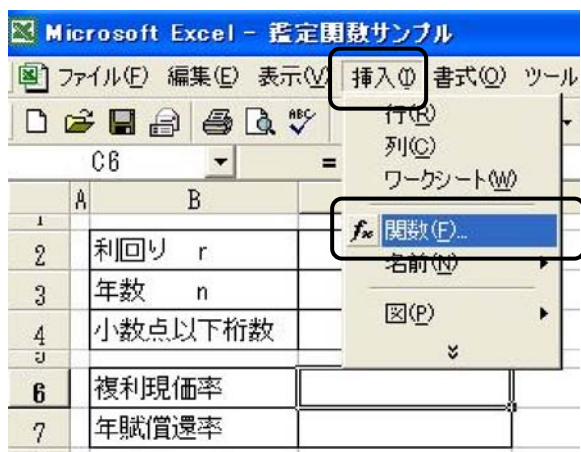 Microsoft Excel - 鑑定関数サンプル
ファイル(F) 編集(E) 表示(V) 挿入(I) 書式(O) ツール
ABC
行(R)
列(C)
ワークシート(W)
fx 関数(F)...
名前(N)
図(P)
C6 =
A B
1
2 利回り r
3 年数 n
4 小数点以下桁数
5
6 複利現価率
7 年賦償還率